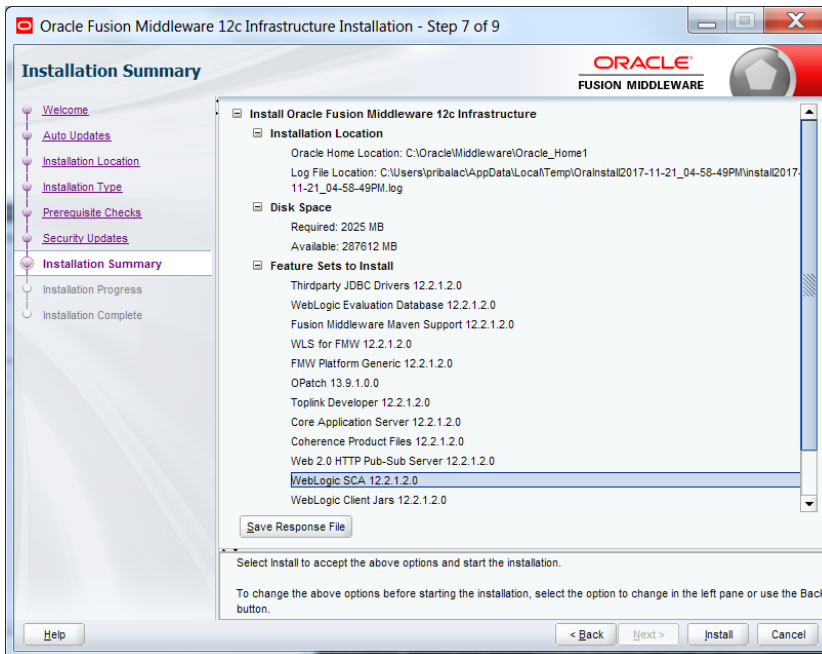 Oracle Fusion Middleware 12c Infrastructure Installation - Step 7 of 9
Installation Summary
ORACLE
FUSION MIDDLEWARE
Welcome
Auto Updates
Installation Location
Installation Type
Prerequisite Checks
Security Updates
Installation Summary
Installation Progress
Installation Complete
Install Oracle Fusion Middleware 12c Infrastructure
Installation Location
Oracle Home Location: C:\Oracle\Middleware\Oracle_Home1
Log File Location: C:\Users\pribalac\AppData\Local\Temp\OraInstall2017-11-21_04-58-49PM\install2017-
11-21_04-58-49PM.log
Disk Space
Required: 2025 MB
Available: 287612 MB
Feature Sets to Install
Thirdparty JDBC Drivers 12.2.1.2.0
WebLogic Evaluation Database 12.2.1.2.0
Fusion Middleware Maven Support 12.2.1.2.0
WLS for FMW 12.2.1.2.0
FMW Platform Generic 12.2.1.2.0
OPatch 13.9.1.0.0
Toplink Developer 12.2.1.2.0
Core Application Server 12.2.1.2.0
Coherence Product Files 12.2.1.2.0
Web 2.0 HTTP Pub-Sub Server 12.2.1.2.0
WebLogic SCA 12.2.1.2.0
WebLogic Client Jars 12.2.1.2.0
Save Response File
Select Install to accept the above options and start the installation.
To change the above options before starting the installation, select the option to change in the left pane or use the Back
button.
Help
< Back
Next >
Install
Cancel